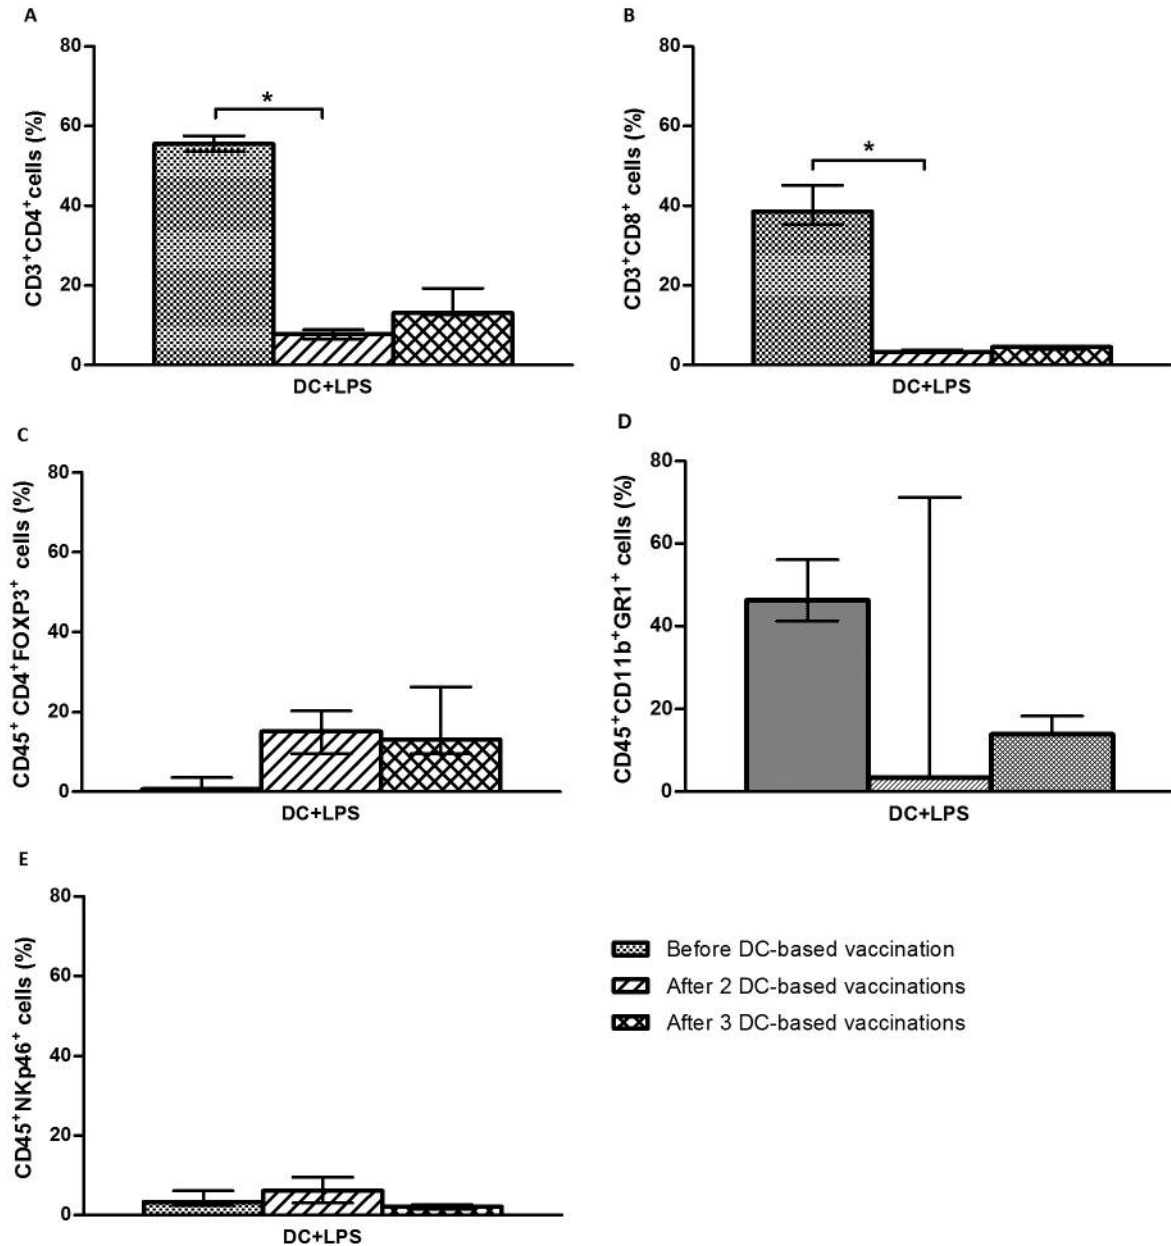 A
80
60
40
20
0
CD3⁺CD4⁺cells (%)
*
DC+LPS
B
80
60
40
20
0
CD3⁺CD8⁺ cells (%)
*
DC+LPS
C
80
60
40
20
0
CD45⁺ CD4⁺FOXP3⁺ cells (%)
DC+LPS
D
80
60
40
20
0
CD45⁺CD11b⁺GR1⁺ cells (%)
DC+LPS
E
80
60
40
20
0
CD45⁺NKp46⁺ cells (%)
DC+LPS
Before DC-based vaccination
After 2 DC-based vaccinations
After 3 DC-based vaccinations